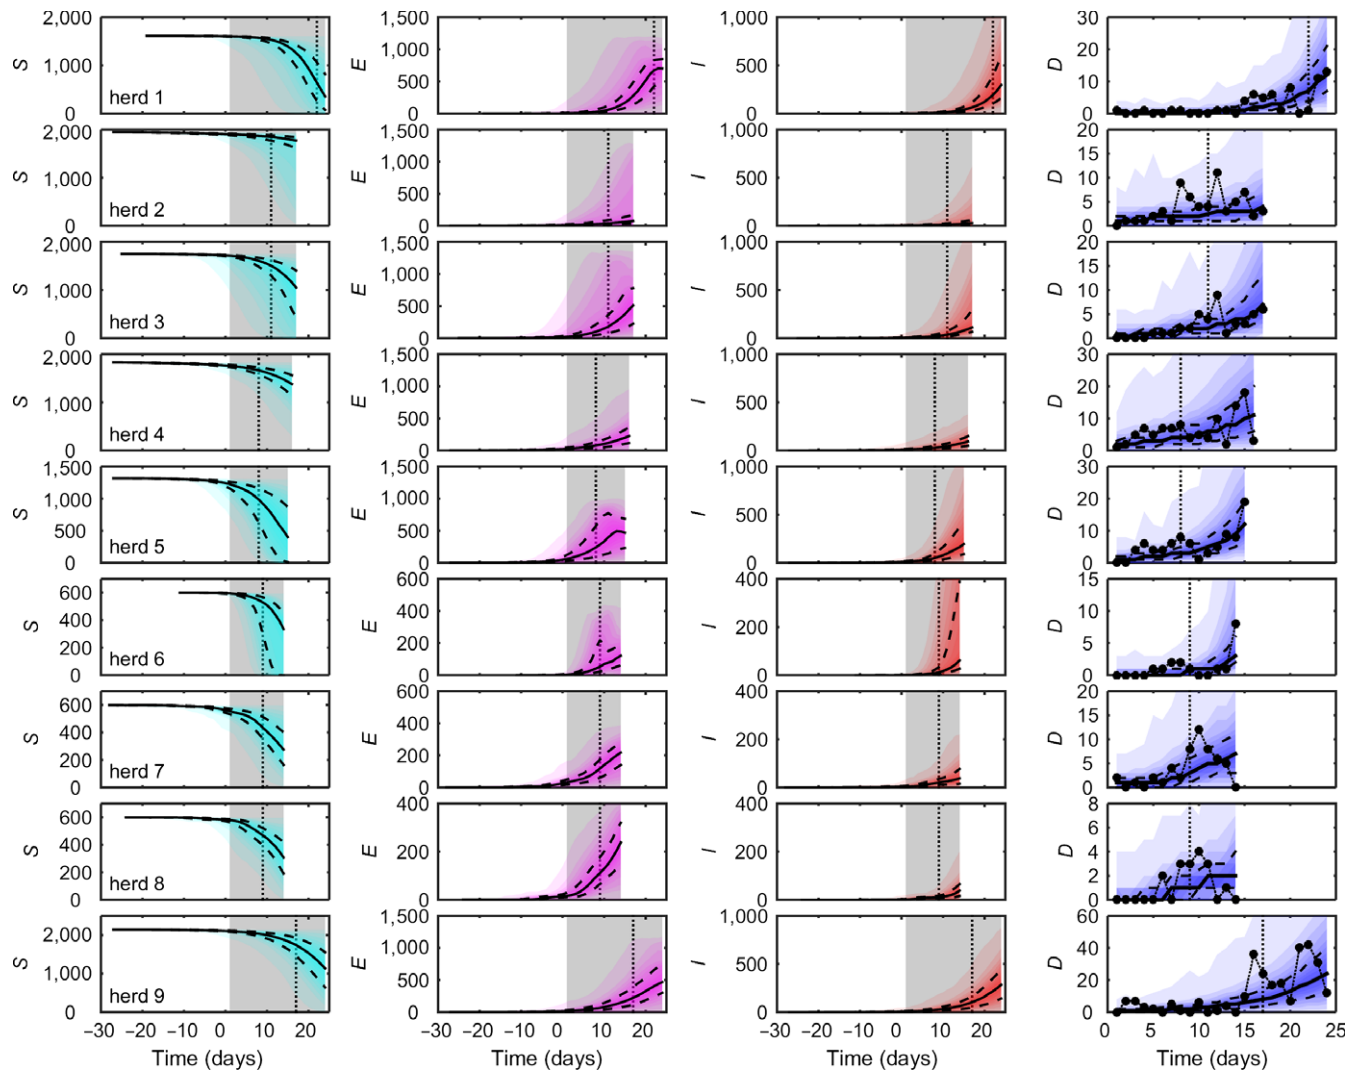 2,000 1,500 1,000 30
S 1,000 E 1,000 500 I 500 D 20 10
herd 1
0 0 0 0
2,000 1,500 1,000 20
S 1,000 E 1,000 500 I 500 D 15 10 5
herd 2
0 0 0 0
2,000 1,500 1,000 20
S 1,000 E 1,000 500 I 500 D 15 10 5
herd 3
0 0 0 0
2,000 1,500 1,000 30
S 1,000 E 1,000 500 I 500 D 20 10
herd 4
0 0 0 0
1,500 1,500 1,000 30
S 1,000 500 E 1,000 500 I 500 D 20 10
herd 5
0 0 0 0
600 600 400 15
S 400 200 E 400 200 I 200 D 10 5
herd 6
0 0 0 0
600 600 400 20
S 400 200 E 400 200 I 200 D 15 10 5
herd 7
0 0 0 0
600 400 400 8
S 400 200 E 200 I 200 D 6 4 2
herd 8
0 0 0 0
2,000 1,500 1,000 60
S 1,000 E 1,000 500 I 500 D 40 20
herd 9
0 0 0 0
−30 −20 −10 0 10 20 −30 −20 −10 0 10 20 −30 −20 −10 0 10 20 0 5 10 15 20 25
Time (days) Time (days) Time (days) Time (days)